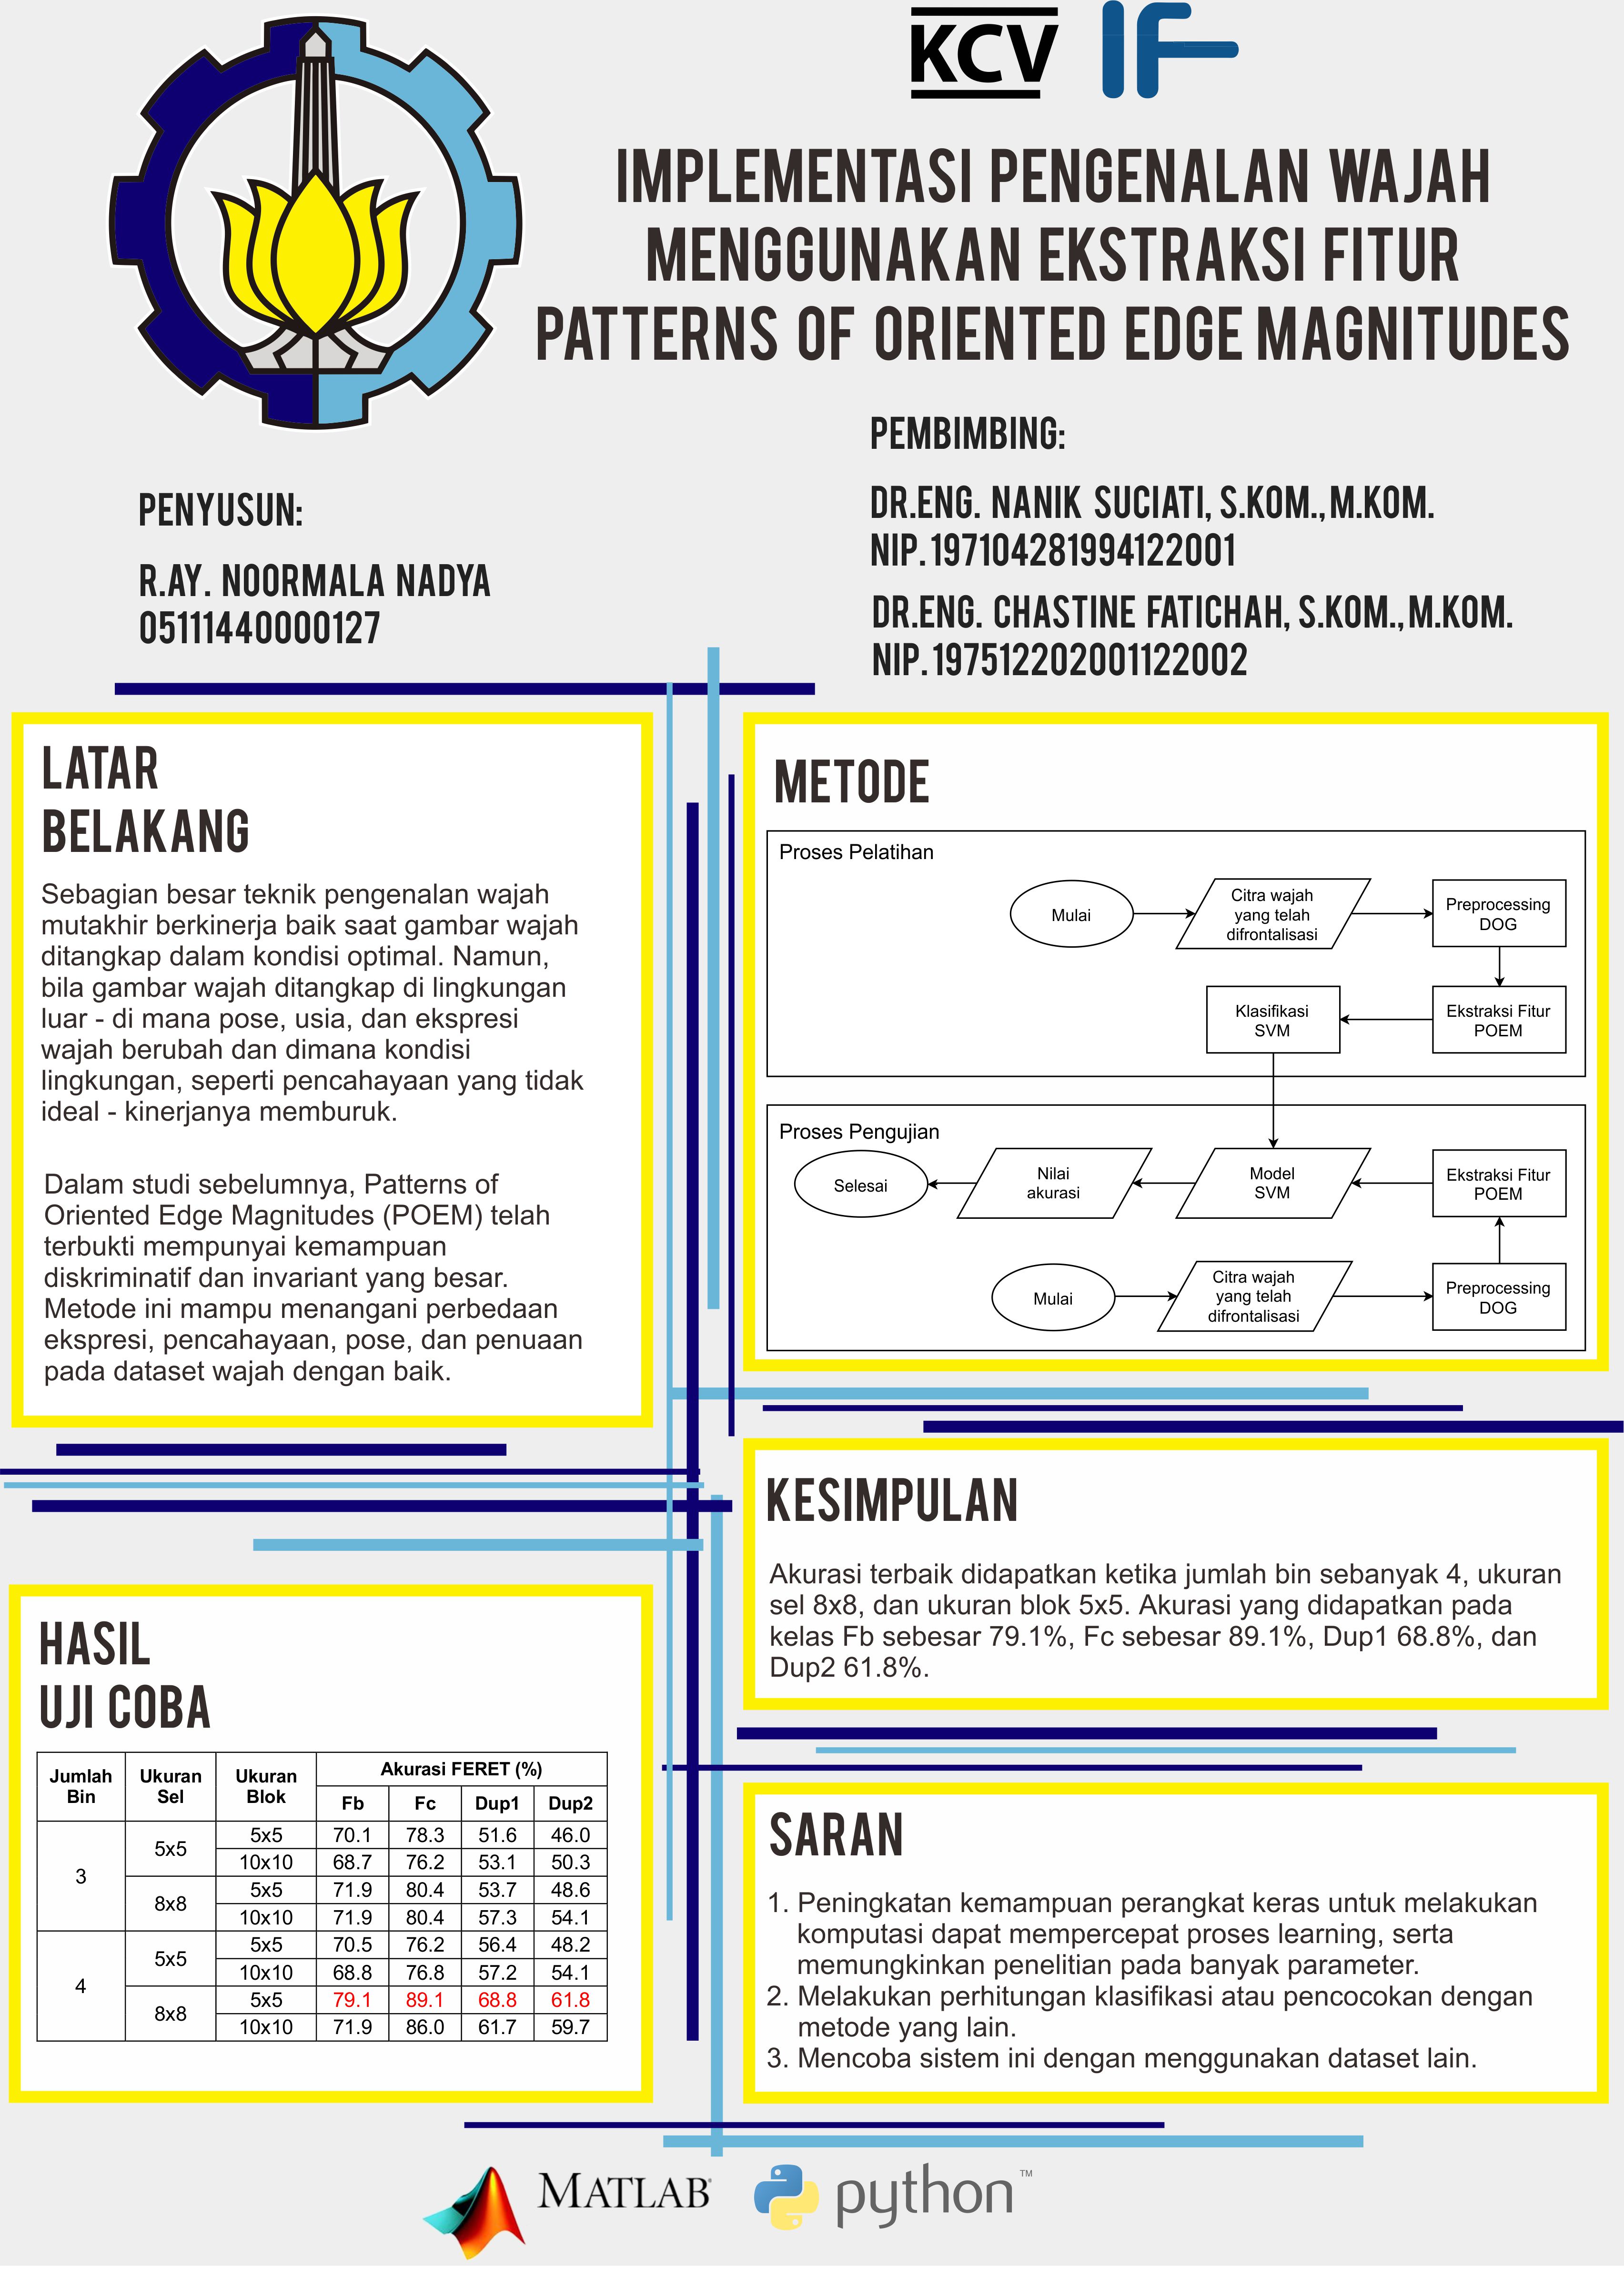 KCV IF
IMPLEMENTASI PENGENALAN WAJAH
MENGGUNAKAN EKSTRAKSI FITUR
PATTERNS OF ORIENTED EDGE MAGNITUDES
PENYUSUN:
R.AY. NOORMALA NADYA
05111440000127
PEMBIMBING:
DR.ENG. NANIK SUCIATI, S.KOM., M.KOM.
NIP. 197104281994122001
DR.ENG. CHASTINE FATICHAH, S.KOM., M.KOM.
NIP. 197512202001122002
LATAR
BELAKANG
Sebagian besar teknik pengenalan wajah
mutakhir berkinerja baik saat gambar wajah
ditangkap dalam kondisi optimal. Namun,
bila gambar wajah ditangkap di lingkungan
luar - di mana pose, usia, dan ekspresi
wajah berubah dan dimana kondisi
lingkungan, seperti pencahayaan yang tidak
ideal - kinerjanya memburuk.
Dalam studi sebelumnya, Patterns of
Oriented Edge Magnitudes (POEM) telah
terbukti mempunyai kemampuan
diskriminatif dan invariant yang besar.
Metode ini mampu menangani perbedaan
ekspresi, pencahayaan, pose, dan penuaan
pada dataset wajah dengan baik.
METODE
Proses Pelatihan
Mulai
Citra wajah
yang telah
difrontalisasi
Preprocessing
DOG
Ekstraksi Fitur
POEM
Klasifikasi
SVM
Proses Pengujian
Selesai
Nilai
akurasi
Model
SVM
Ekstraksi Fitur
POEM
Mulai
Citra wajah
yang telah
difrontalisasi
Preprocessing
DOG
KESIMPULAN
Akurasi terbaik didapatkan ketika jumlah bin sebanyak 4, ukuran
sel 8x8, dan ukuran blok 5x5. Akurasi yang didapatkan pada
kelas Fb sebesar 79.1%, Fc sebesar 89.1%, Dup1 68.8%, dan
Dup2 61.8%.
HASIL
UJI COBA
Jumlah Bin Ukuran Sel Ukuran Blok Akurasi FERET (%)
Fb Fc Dup1 Dup2
3 5x5 5x5 70.1 78.3 51.6 46.0
10x10 68.7 76.2 53.1 50.3
8x8 5x5 71.9 80.4 53.7 48.6
10x10 71.9 80.4 57.3 54.1
4 5x5 5x5 70.5 76.2 56.4 48.2
10x10 68.8 76.8 57.2 54.1
8x8 5x5 79.1 89.1 68.8 61.8
10x10 71.9 86.0 61.7 59.7
SARAN
1. Peningkatan kemampuan perangkat keras untuk melakukan
komputasi dapat mempercepat proses learning, serta
memungkinkan penelitian pada banyak parameter.
2. Melakukan perhitungan klasifikasi atau pencocokan dengan
metode yang lain.
3. Mencoba sistem ini dengan menggunakan dataset lain.
MATLAB® python™